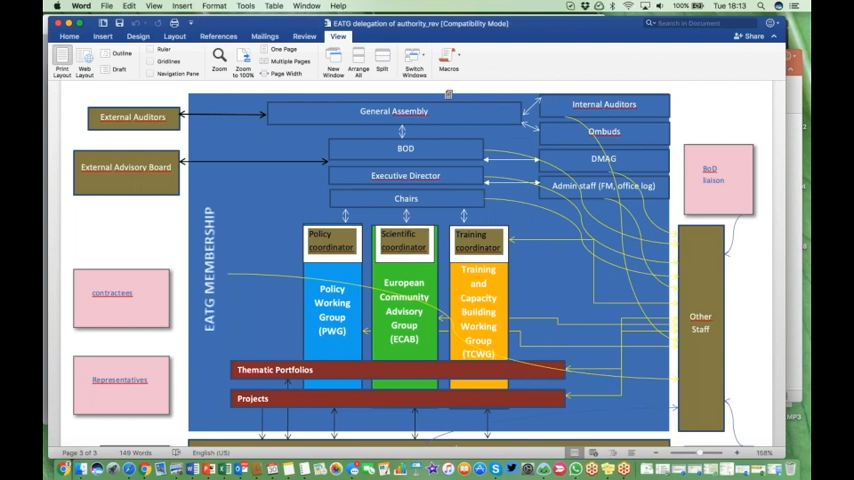 Word File Edit View Insert Format Tools Table Window Help
100% Tue 18:13
EATG delegation of authority_rev [Compatibility Mode]
Search in Document
Home Insert Design Layout References Mailings Review View
Share
Print Layout
Web Layout
Outline
Draft
Ruler
Gridlines
Navigation Pane
Zoom
Zoom to 100%
One Page
Multiple Pages
Page Width
New Window
Arrange All
Split
Switch Windows
Macros
External Auditors
General Assembly
Internal Auditors
Ombuds
External Advisory Board
BOD
DMAG
Executive Director
Admin staff (FM, office log)
Chairs
BoD
liaison
EATG MEMBERSHIP
Policy
coordinator
Scientific
coordinator
Training
coordinator
Policy
Working
Group
(PWG)
European
Community
Advisory
Group
(ECAB)
Training
and
Capacity
Building
Working
Group
(TCWG)
contractees
Other
Staff
Representatives
Thematic Portfolios
Projects
MP3
Page 3 of 3 149 Words English (US) 158%